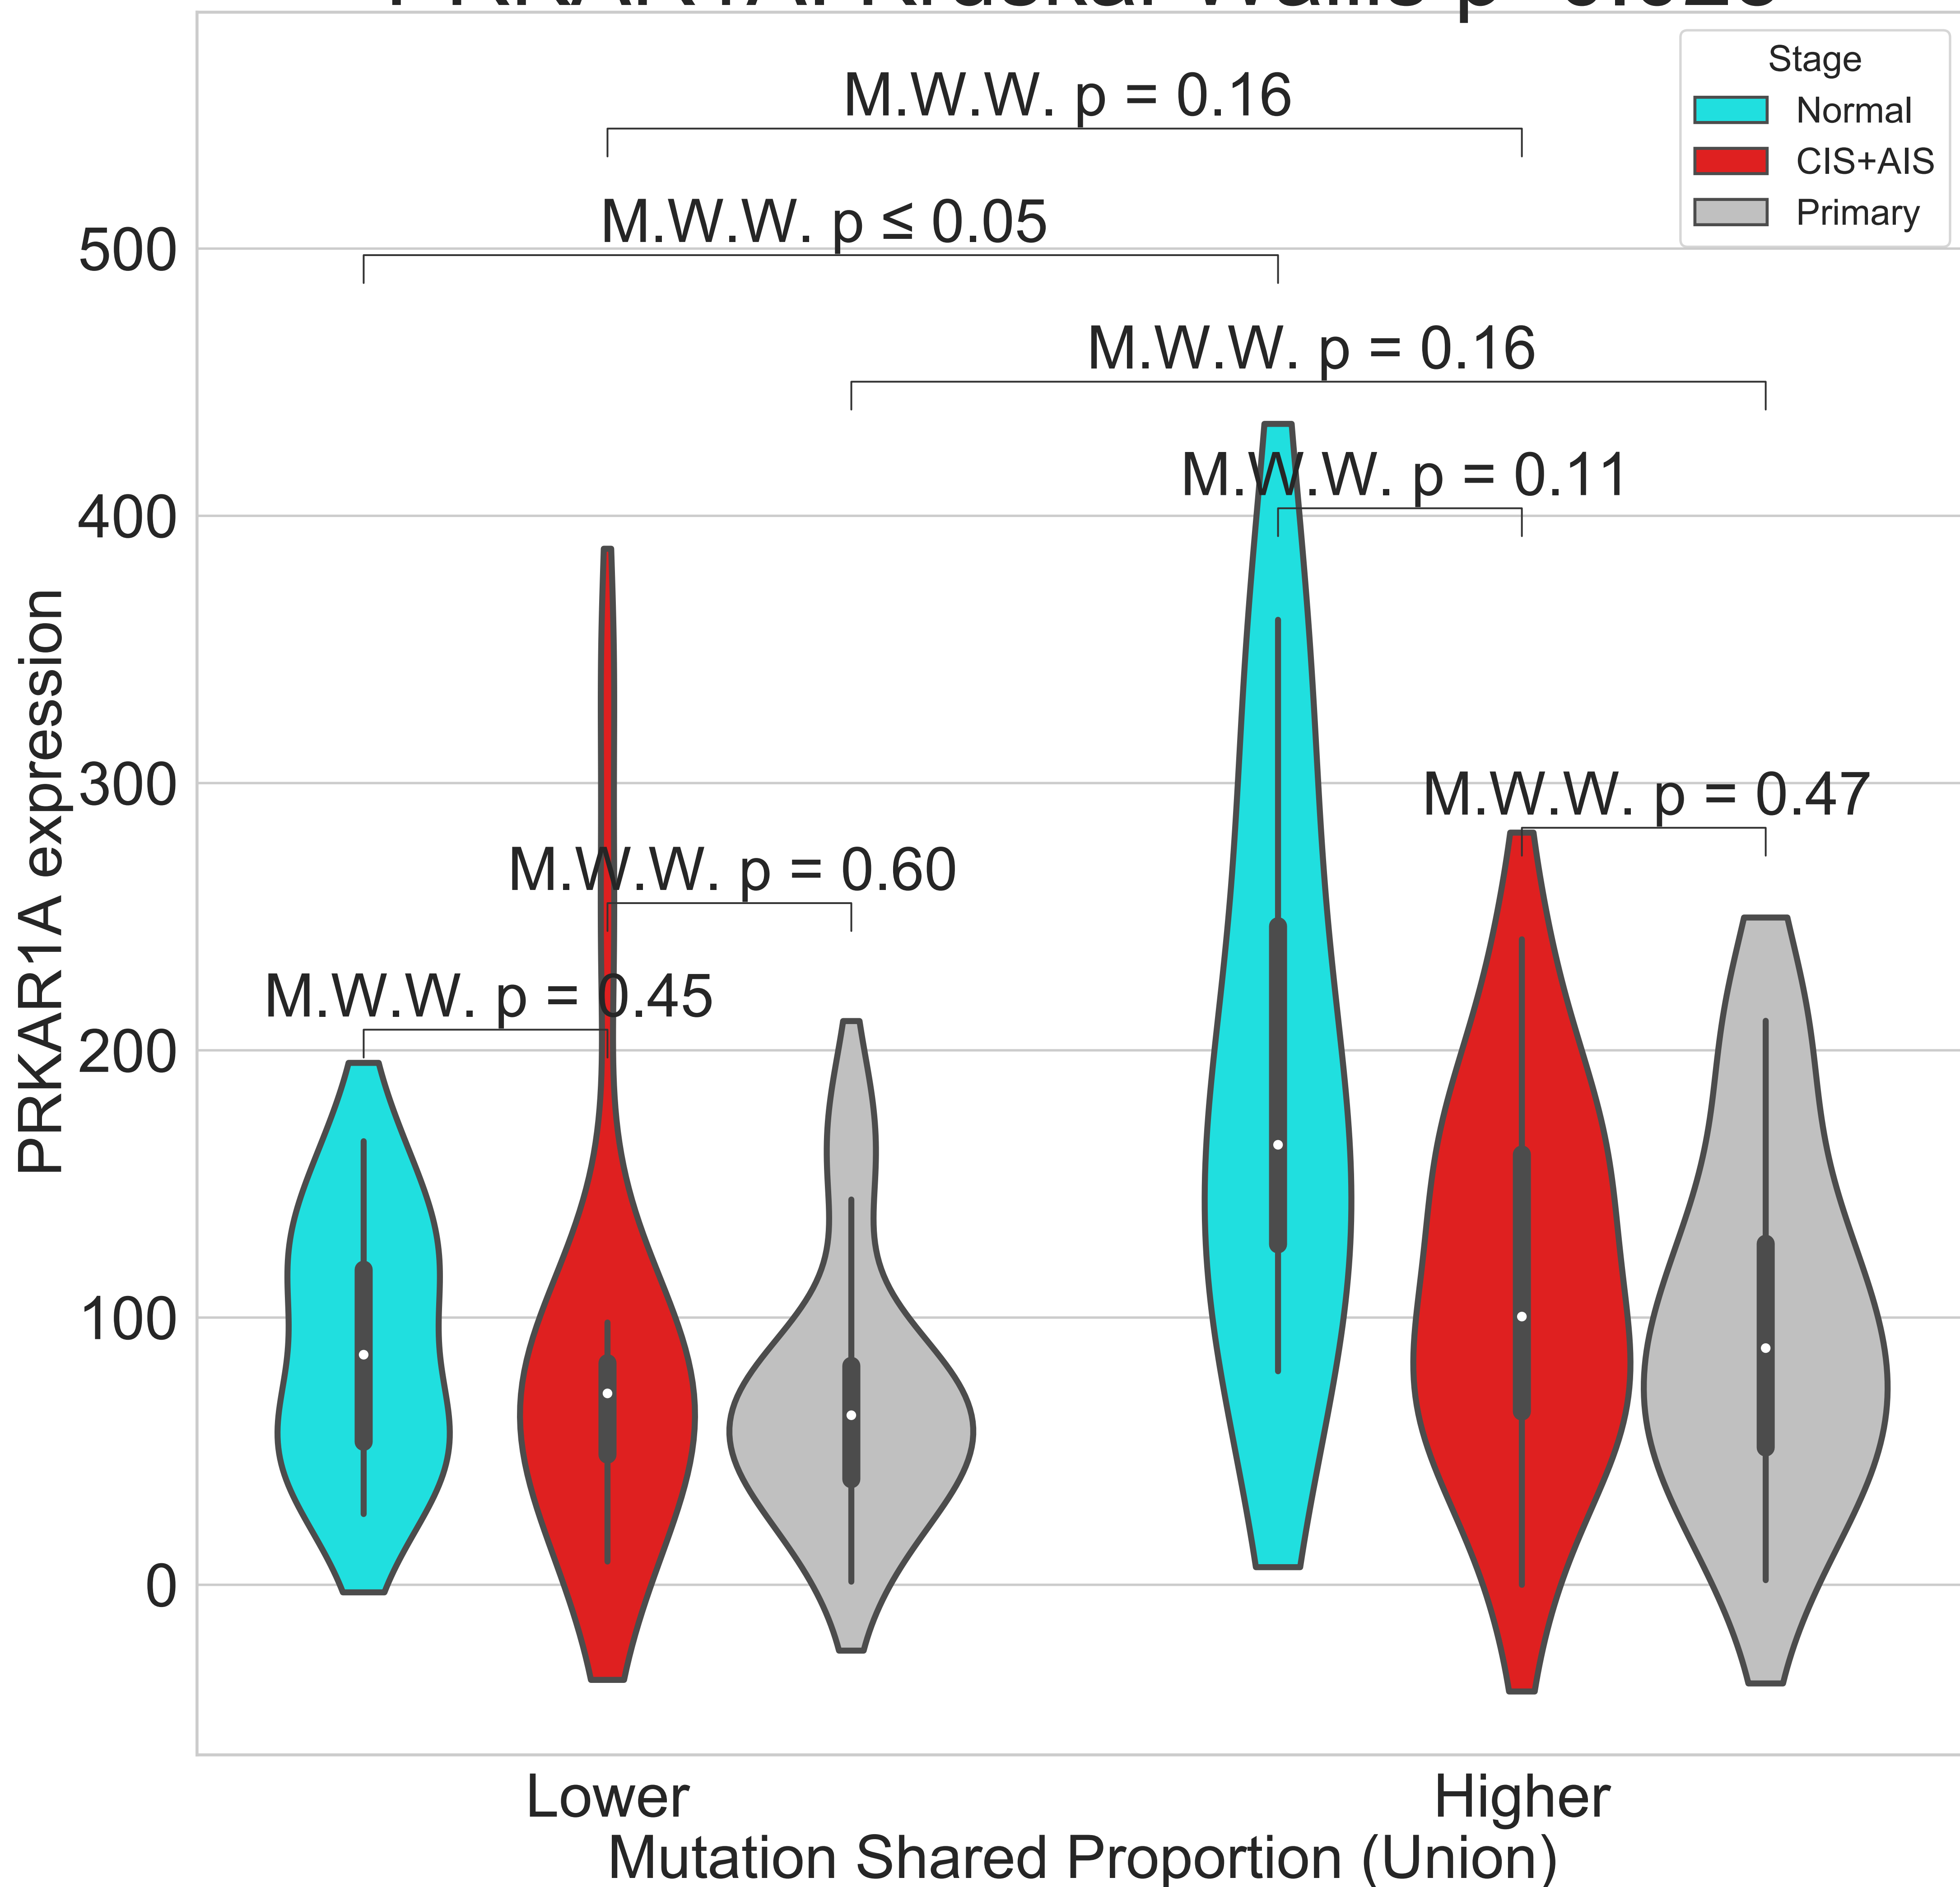 Stage
Normal
CIS+AIS
Primary
M.W.W. p = 0.16
M.W.W. p ≤ 0.05
M.W.W. p = 0.16
M.W.W. p = 0.11
M.W.W. p = 0.47
M.W.W. p = 0.60
M.W.W. p = 0.45
500
400
300
200
100
0
PRKAR1A expression
Lower
Higher
Mutation Shared Proportion (Union)